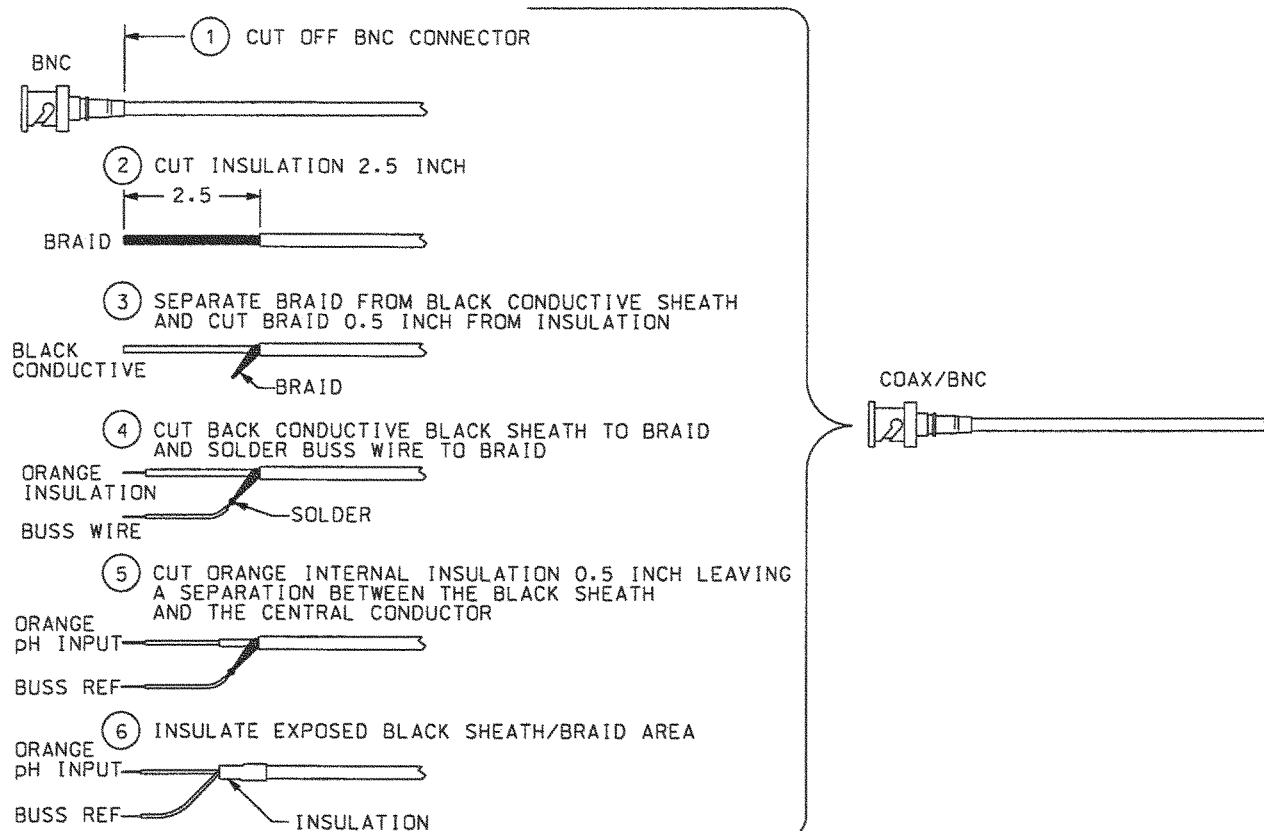 1 CUT OFF BNC CONNECTOR
BNC
2 CUT INSULATION 2.5 INCH
2.5
BRAID
3 SEPARATE BRAID FROM BLACK CONDUCTIVE SHEATH
AND CUT BRAID 0.5 INCH FROM INSULATION
BLACK
CONDUCTIVE
BRAID
4 CUT BACK CONDUCTIVE BLACK SHEATH TO BRAID
AND SOLDER BUSS WIRE TO BRAID
ORANGE
INSULATION
SOLDER
BUSS WIRE
5 CUT ORANGE INTERNAL INSULATION 0.5 INCH LEAVING
A SEPARATION BETWEEN THE BLACK SHEATH
AND THE CENTRAL CONDUCTOR
ORANGE
pH INPUT
BUSS REF
6 INSULATE EXPOSED BLACK SHEATH/BRAID AREA
ORANGE
pH INPUT
BUSS REF
INSULATION
COAX/BNC